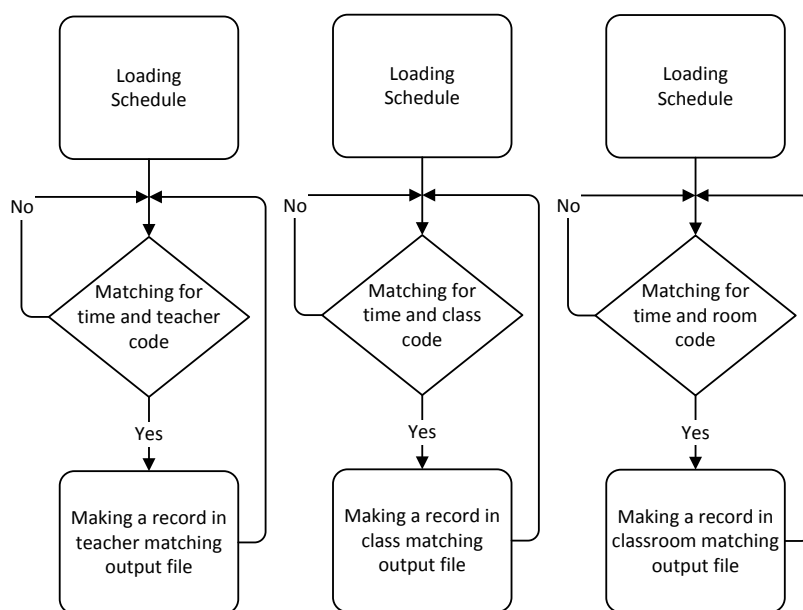 Loading
Schedule
No
Matching for
time and teacher
code
Yes
Making a record in
teacher matching
output file
Loading
Schedule
No
Matching for
time and class
code
Yes
Making a record in
class matching
output file
Loading
Schedule
No
Matching for
time and room
code
Yes
Making a record in
classroom matching
output file